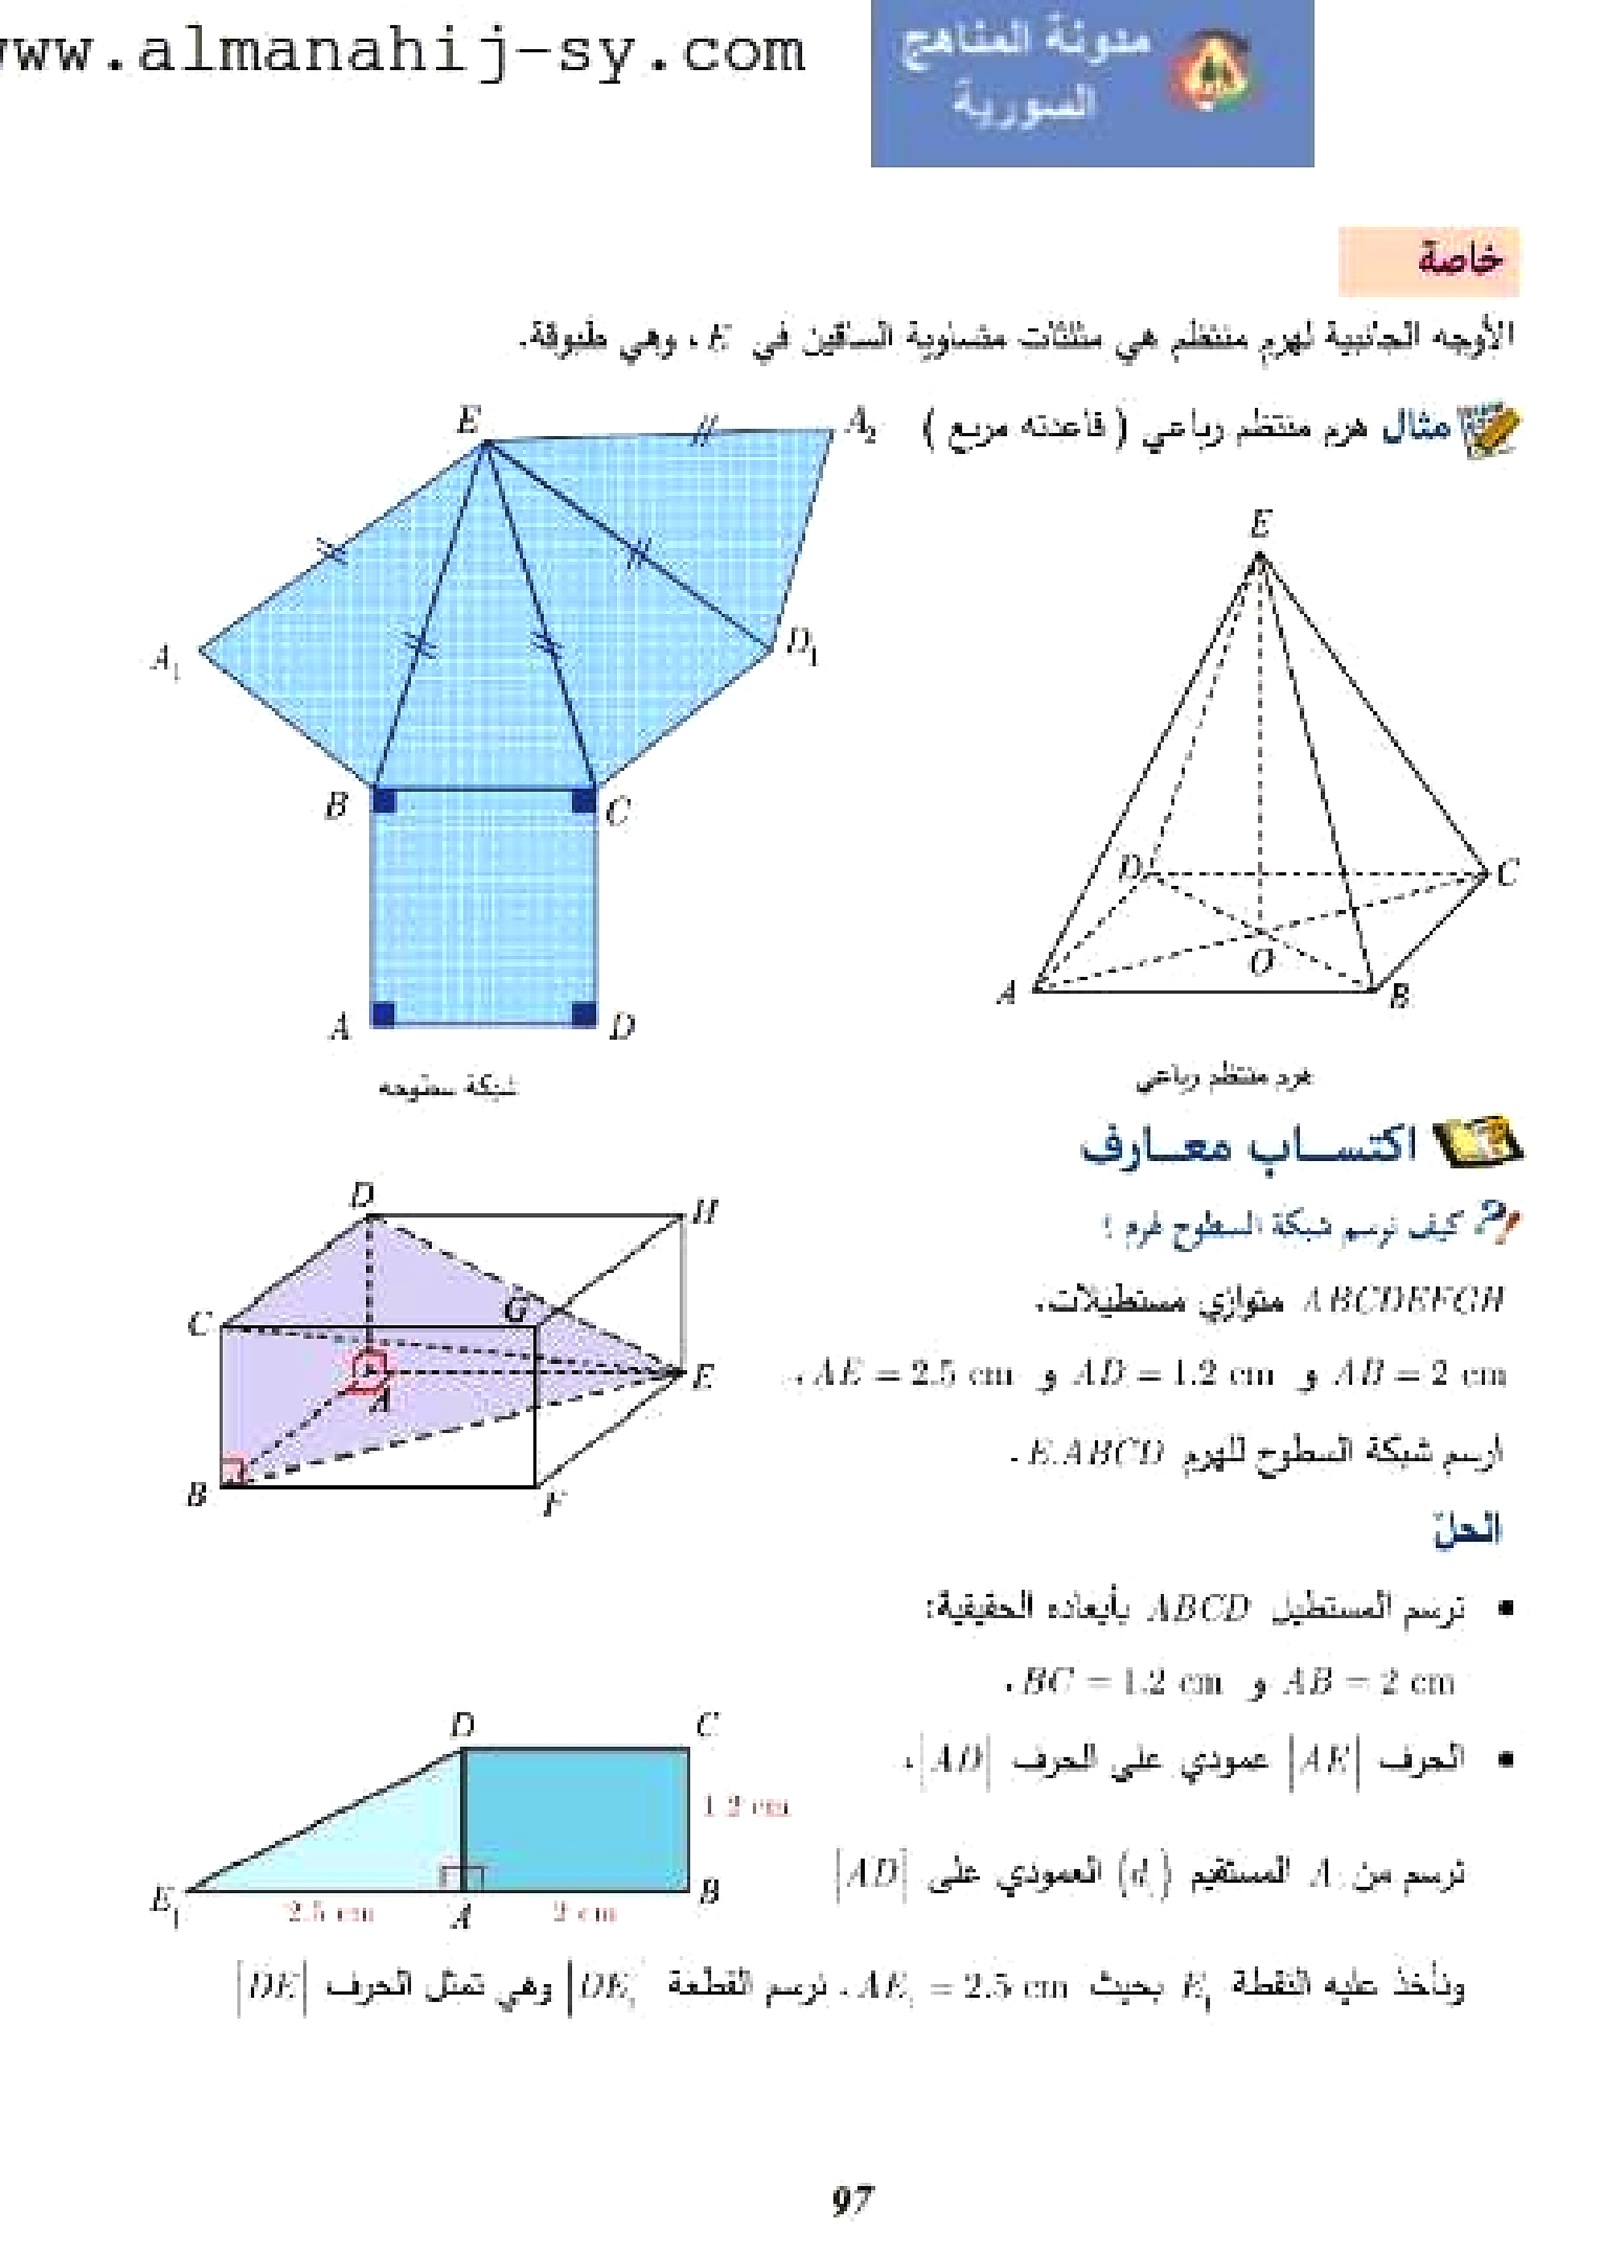 www.almanahij-sy.com
مدونة المناهج
السورية
خاصة
الأوجه الجانبية لهرم منتظم هي مثلثات متساوية الساقين في E ، وهي طبوقة.
مثال هرم منتظم رباعي ( قاعدته مربع )
E
A₂
A₁
D₁
B
C
A
D
شبكة سطوحه
E
D
C
O
A
B
هرم منتظم رباعي
اكتساب معارف
كيف نرسم شبكة السطوح لهرم ؟
ABCDEFGH متوازي مستطيلات.
AB = 2 cm و AD = 1.2 cm و AE = 2.5 cm .
ارسم شبكة السطوح للهرم E.ABCD .
D
H
C
G
A
E
B
F
الحلّ
• نرسم المستطيل ABCD بأبعاده الحقيقية:
AB = 2 cm و BC = 1.2 cm .
• الحرف [AE] عمودي على الحرف [AD].
نرسم من A المستقيم (d₁) العمودي على [AD]
D
C
1.2 cm
E₁
2.5 cm
A
2 cm
B
ونأخذ عليه النقطة E₁ بحيث AE₁ = 2.5 cm . نرسم القطعة [DE₁] وهي تمثل الحرف [DE]
97